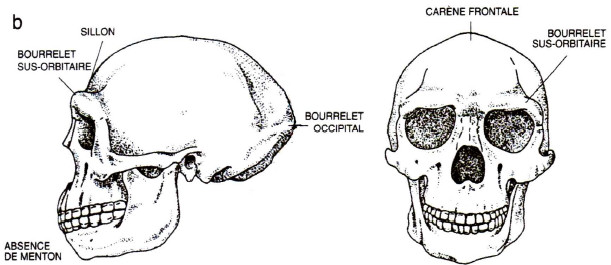 b
SILLON
BOURRELET
SUS-ORBITAIRE
BOURRELET
OCCIPITAL
ABSENCE
DE MENTON
CARÈNE FRONTALE
BOURRELET
SUS-ORBITAIRE